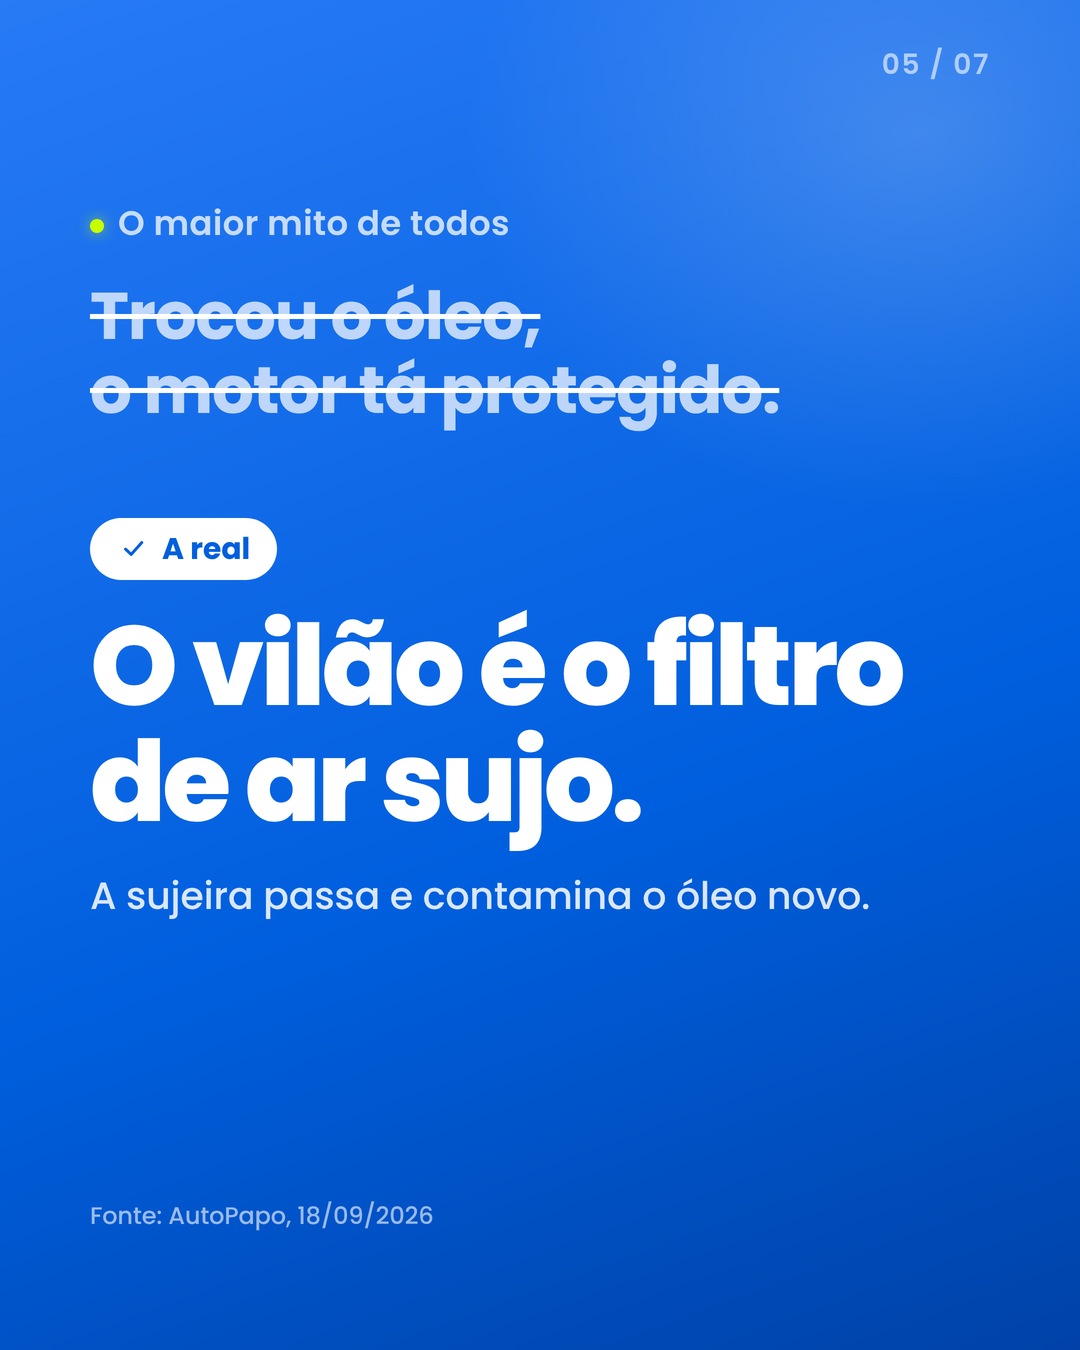 05 / 07
O maior mito de todos
Trocou o óleo,
o motor tá protegido.
A real
O vilão é o filtro
de ar sujo.
A sujeira passa e contamina o óleo novo.
Fonte: AutoPapo, 18/09/2026